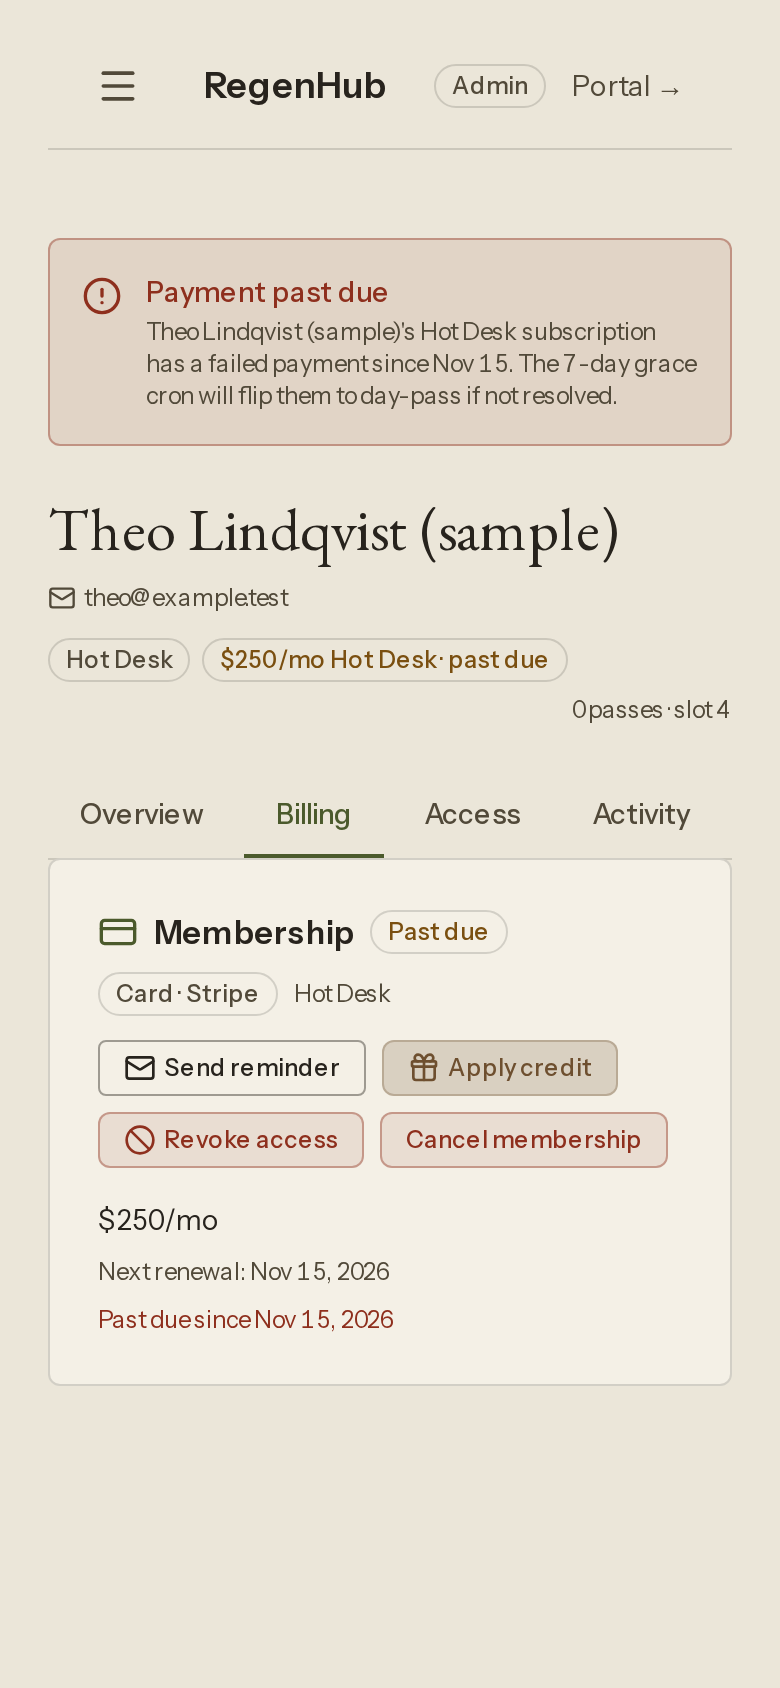 RegenHub
Admin
Portal →
Payment past due
Theo Lindqvist (sample)'s Hot Desk subscription
has a failed payment since Nov 15. The 7-day grace
cron will flip them to day-pass if not resolved.
Theo Lindqvist (sample)
theo@example.test
Hot Desk
$250/mo Hot Desk · past due
0 passes · slot 4
Overview
Billing
Access
Activity
Membership
Past due
Card · Stripe
Hot Desk
Send reminder
Apply credit
Revoke access
Cancel membership
$250/mo
Next renewal: Nov 15, 2026
Past due since Nov 15, 2026